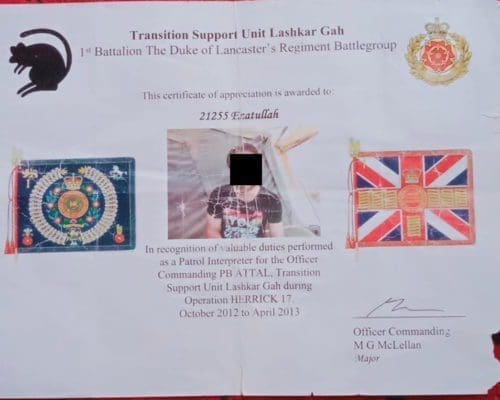 Transition Support Unit Lashkar Gah
1st Battalion The Duke of Lancaster's Regiment Battlegroup
This certificate of appreciation is awarded to:
21255 Ezatullah
In recognition of valuable duties performed
as a Patrol Interpreter for the Officer
Commanding PB ATTAL, Transition
Support Unit Lashkar Gah during
Operation HERRICK 17.
October 2012 to April 2013
Officer Commanding
M G McLellan
Major